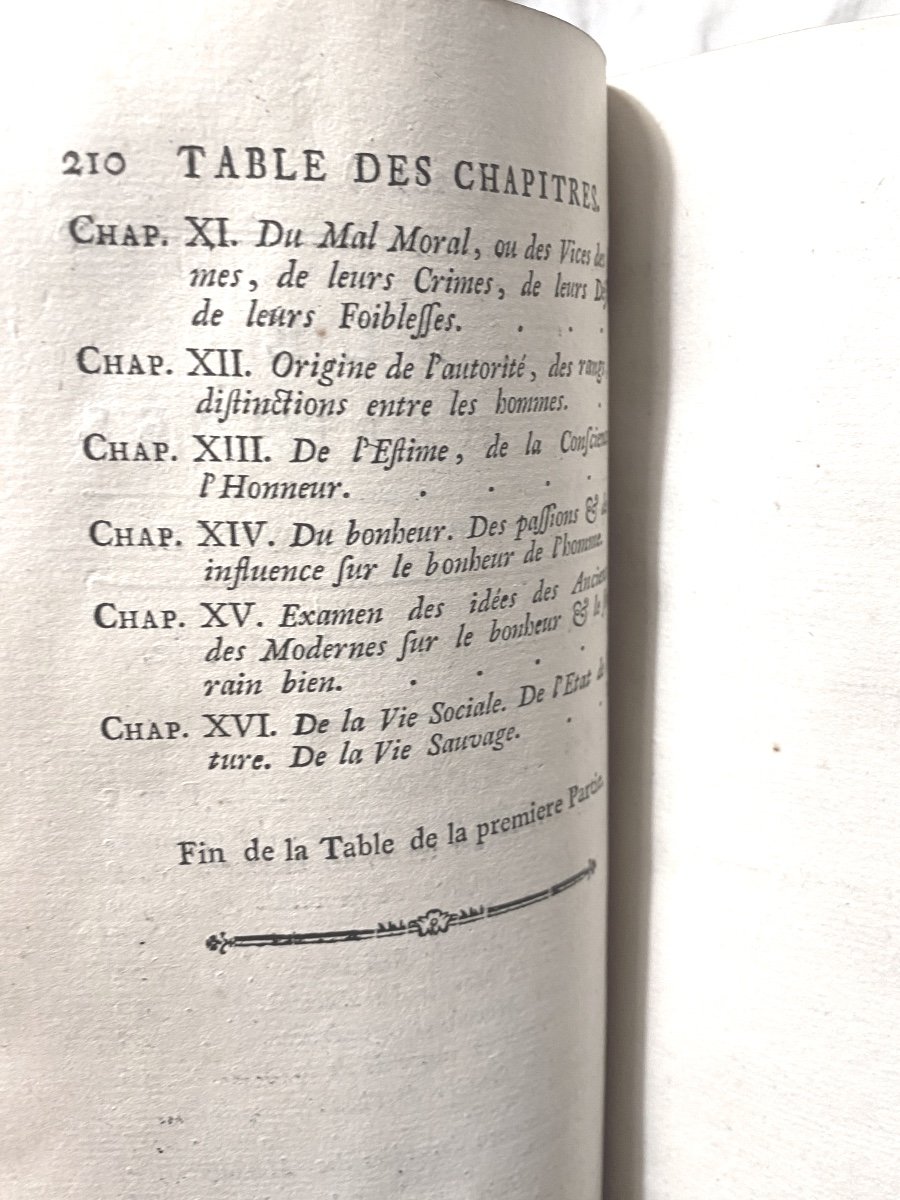 210 TABLE DES CHAPITRES.
CHAP. XI. Du Mal Moral, ou des Vices des
mes, de leurs Crimes, de leurs
de leurs Foibleſſes. . . .
CHAP. XII. Origine de l'autorité, des rangs
diſtinctions entre les hommes. .
CHAP. XIII. De l'Eſtime, de la
l'Honneur. . . . .
CHAP. XIV. Du bonheur. Des paſſions &
influence ſur le bonheur de l'homme.
CHAP. XV. Examen des idées des
des Modernes ſur le bonheur &
rain bien. . . . .
CHAP. XVI. De la Vie Sociale. De l'Etat
ture. De la Vie Sauvage. . .
Fin de la Table de la premiere Partie.